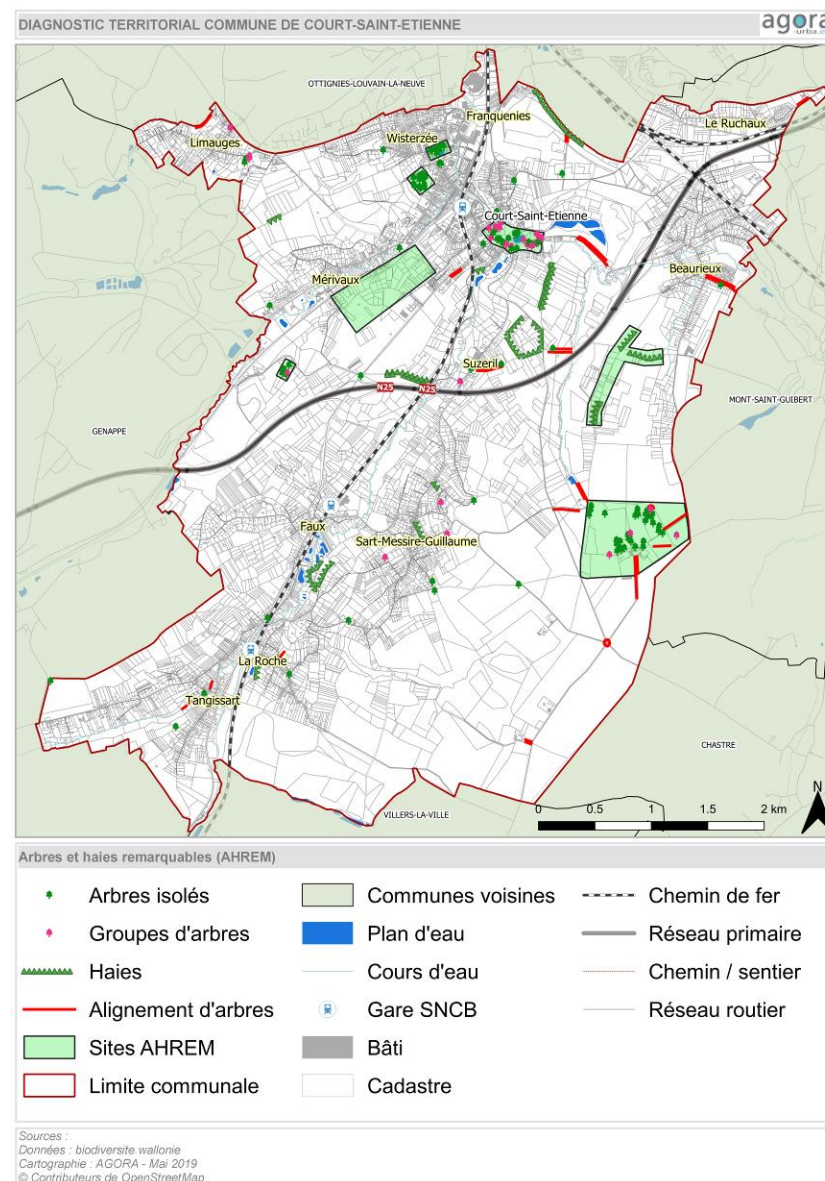 DIAGNOSTIC TERRITORIAL COMMUNE DE COURT-SAINT-ETIENNE
agora
-urba.e
OTTIGNIES-LOUVAIN-LA-NEUVE
Franquenies
Le Ruchaux
Wisterzée
Limauges
Court-Saint-Etienne
Beaurieux
Mérivaux
Suzeril
N25
N25
MONT-SAINT-GUIBERT
GENAPPE
Faux
Sart-Messire-Guillaume
La Roche
Tangissart
CHASTRE
VILLERS-LA-VILLE
N
0 0.5 1 1.5 2 km
Arbres et haies remarquables (AHREM)
Arbres isolés
Communes voisines
Chemin de fer
Groupes d'arbres
Plan d'eau
Réseau primaire
Haies
Cours d'eau
Chemin / sentier
Alignement d'arbres
Gare SNCB
Réseau routier
Sites AHREM
Bâti
Limite communale
Cadastre
Sources :
Données : biodiversite.wallonie
Cartographie : AGORA - Mai 2019
© Contributeurs de OpenStreetMap